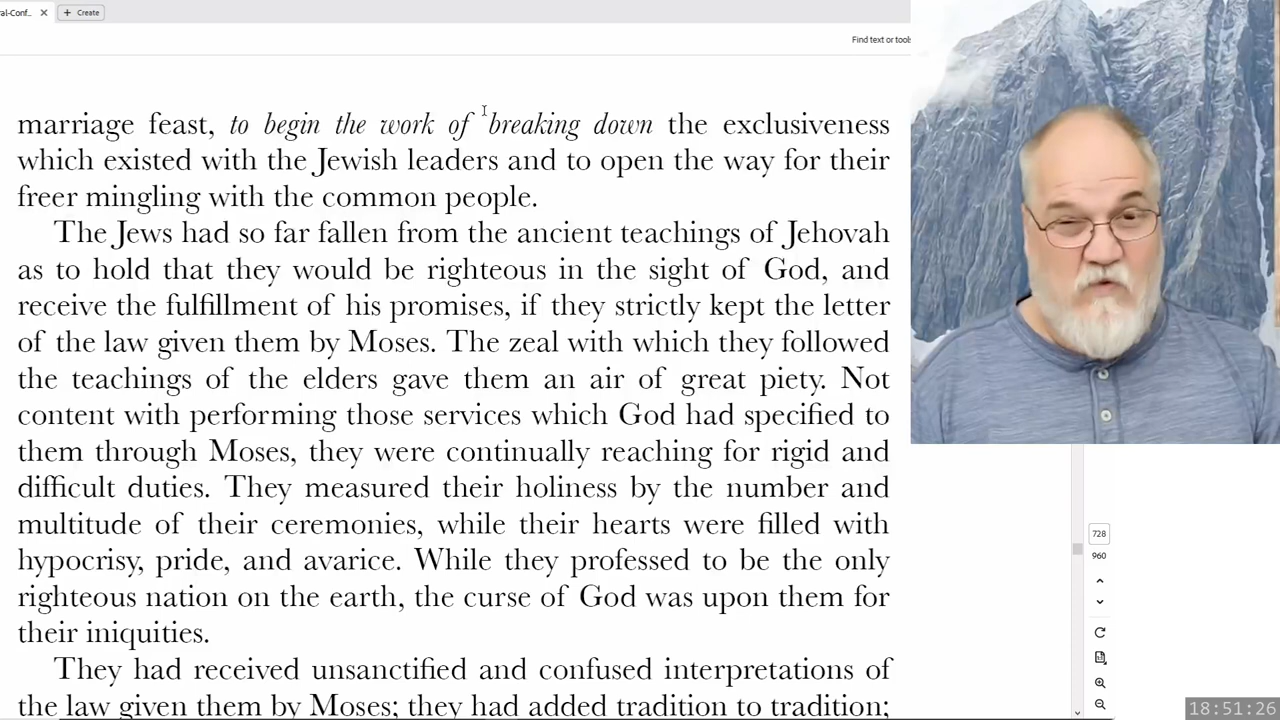 al-Conf...
Create
Find text or tools
marriage feast, to begin the work of breaking down the exclusiveness
which existed with the Jewish leaders and to open the way for their
freer mingling with the common people.
The Jews had so far fallen from the ancient teachings of Jehovah
as to hold that they would be righteous in the sight of God, and
receive the fulfillment of his promises, if they strictly kept the letter
of the law given them by Moses. The zeal with which they followed
the teachings of the elders gave them an air of great piety. Not
content with performing those services which God had specified to
them through Moses, they were continually reaching for rigid and
difficult duties. They measured their holiness by the number and
multitude of their ceremonies, while their hearts were filled with
hypocrisy, pride, and avarice. While they professed to be the only
righteous nation on the earth, the curse of God was upon them for
their iniquities.
They had received unsanctified and confused interpretations of
the law given them by Moses; they had added tradition to tradition;
728
960
18:51:26